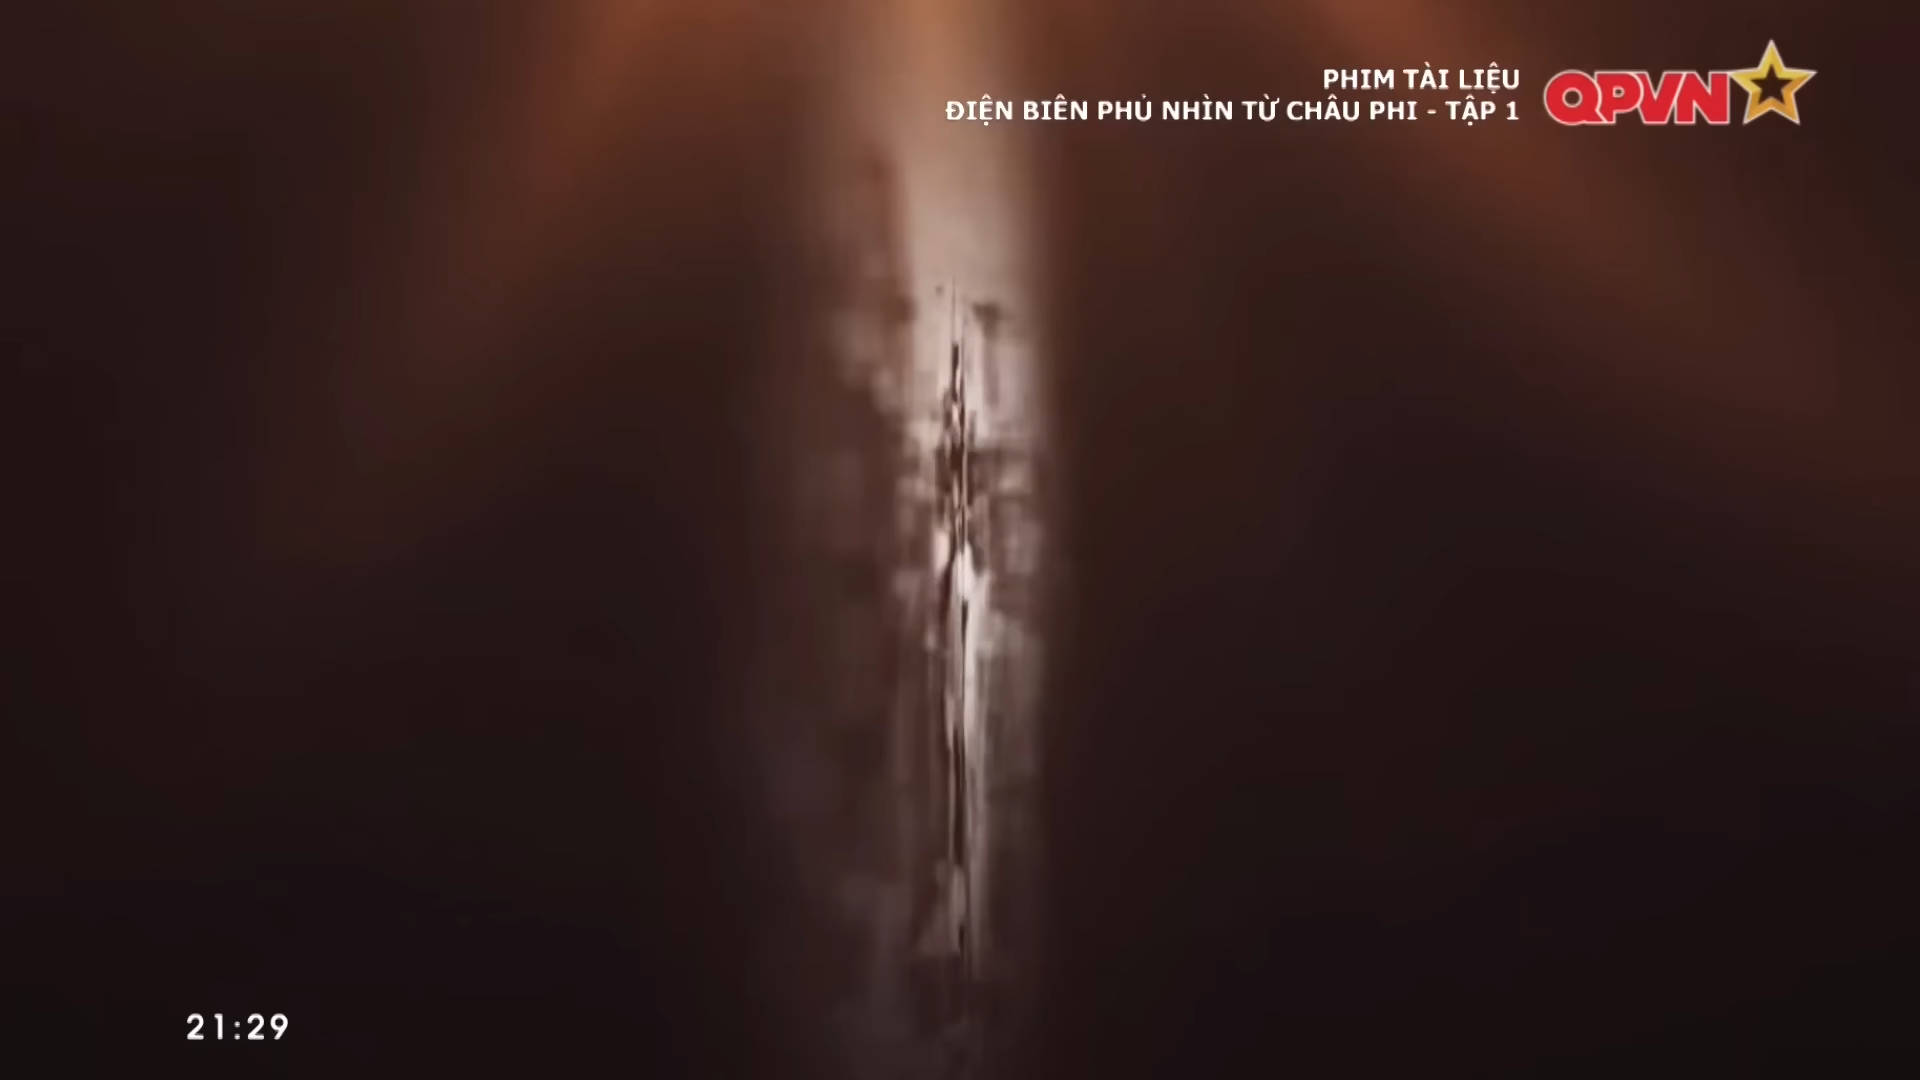 PHIM TÀI LIỆU
ĐIỆN BIÊN PHỦ NHÌN TỪ CHÂU PHI - TẬP 1
QPVN
21:29